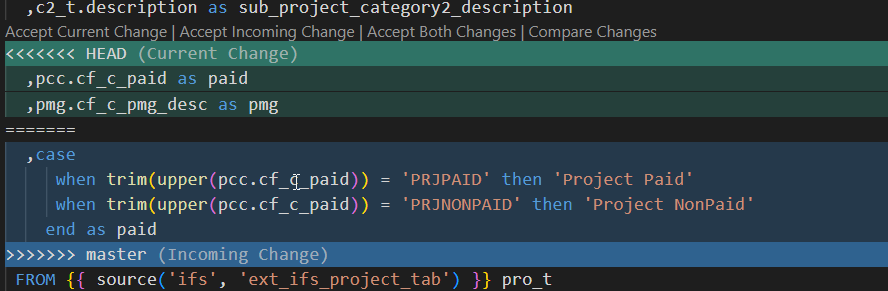 ,c2_t.description as sub_project_category2_description
Accept Current Change | Accept Incoming Change | Accept Both Changes | Compare Changes
<<<<<<< HEAD (Current Change)
,pcc.cf_c_paid as paid
,pmg.cf_c_pmg_desc as pmg
=======
,case
when trim(upper(pcc.cf_c_paid)) = 'PRJPAID' then 'Project Paid'
when trim(upper(pcc.cf_c_paid)) = 'PRJNONPAID' then 'Project NonPaid'
end as paid
>>>>>>> master (Incoming Change)
FROM {{ source('ifs', 'ext_ifs_project_tab') }} pro_t